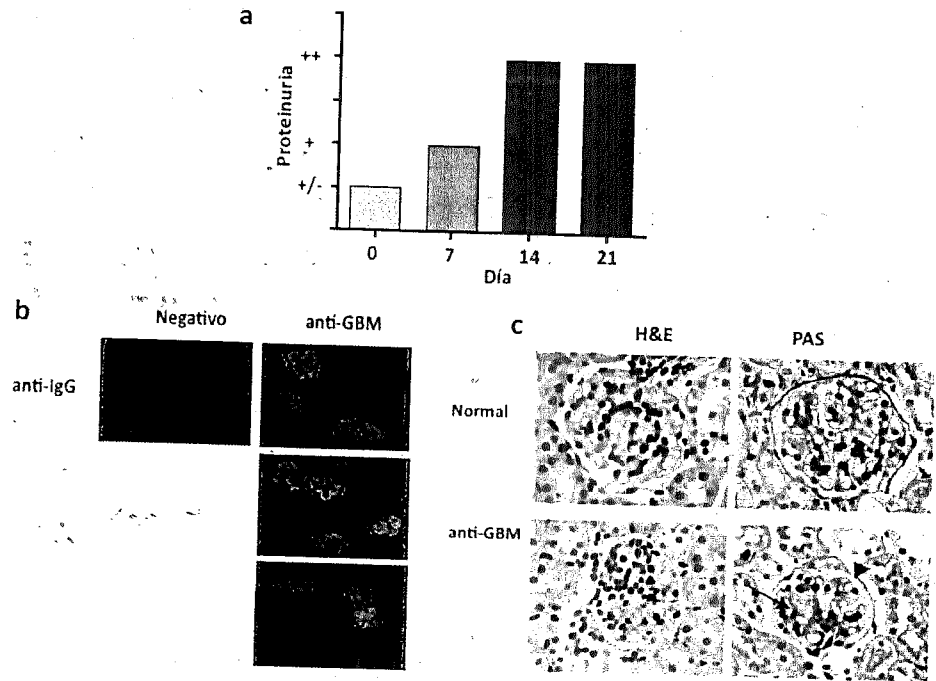 a
Proteinuria
++
+
+/-
0 7 14 21
Día
b
Negativo anti-GBM
anti-IgG
c
H&E PAS
Normal
anti-GBM